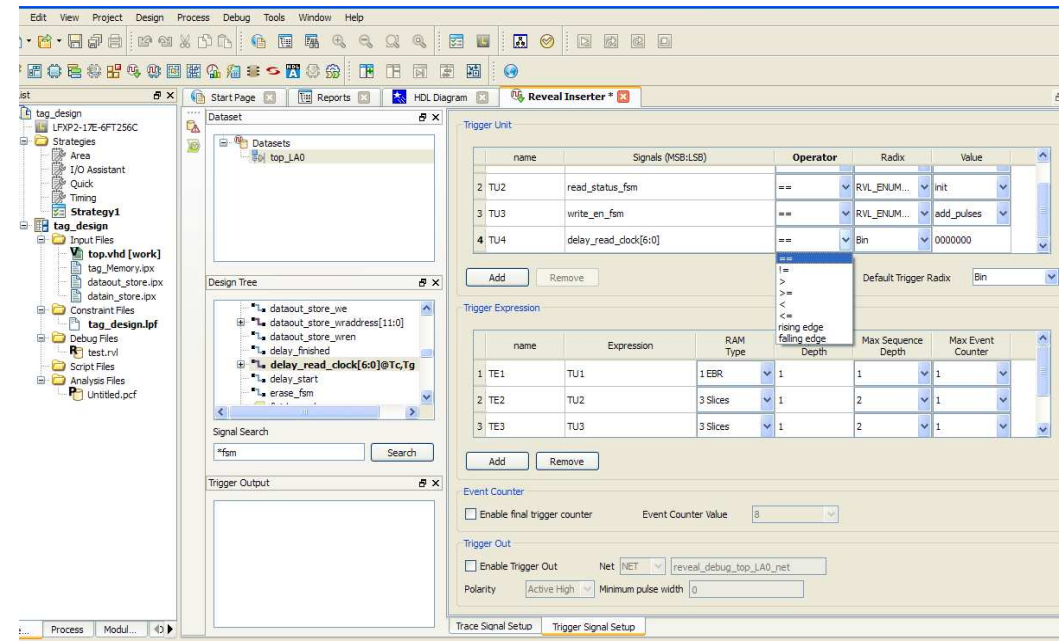 Edit View Project Design Process Debug Tools Window Help
Start Page Reports HDL Diagram Reveal Inserter *
tag_design
LFXP2-17E-6FT256C
Strategies
Area
I/O Assistant
Quick
Timing
Strategy1
tag_design
Input Files
top.vhd [work]
tag_Memory.ipx
dataout_store.ipx
datain_store.ipx
Constraint Files
tag_design.lpf
Debug Files
test.rvl
Script Files
Analysis Files
Untitled.pcf
Process Modul...
Dataset
Datasets
top_LA0
Design Tree
dataout_store_we
dataout_store_wraddress[11:0]
dataout_store_wren
delay_finished
delay_read_clock[6:0]@Tc,Tg
delay_start
erase_fsm
Signal Search
*fsm Search
Trigger Output
Trigger Unit
name Signals (MSB:LSB) Operator Radix Value
2 TU2 read_status_fsm == RVL_ENUM... init
3 TU3 write_en_fsm == RVL_ENUM... add_pulses
4 TU4 delay_read_clock[6:0] == Bin 0000000
==
!=
>
>=
<
<=
rising edge
falling edge
Add Remove Default Trigger Radix Bin
Trigger Expression
name Expression RAM Type Depth Max Sequence Depth Max Event Counter
1 TE1 TU1 1 EBR 1 1 1
2 TE2 TU2 3 Slices 1 2 1
3 TE3 TU3 3 Slices 1 2 1
Add Remove
Event Counter
Enable final trigger counter Event Counter Value 8
Trigger Out
Enable Trigger Out Net NET reveal_debug_top_LA0_net
Polarity Active High Minimum pulse width 0
Trace Signal Setup Trigger Signal Setup